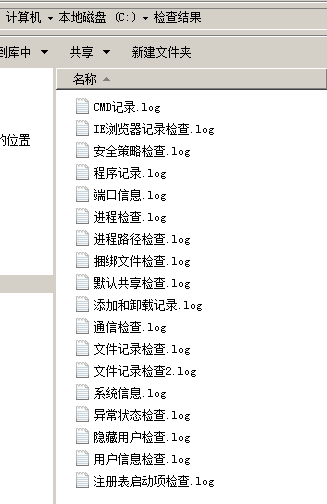 计算机 ▾ 本地磁盘 (C:) ▾ 检查结果
到库中 ▼ 共享 ▼ 新建文件夹
名称
的位置
CMD记录.log
IE浏览器记录检查.log
安全策略检查.log
程序记录.log
端口信息.log
进程检查.log
进程路径检查.log
捆绑文件检查.log
默认共享检查.log
添加和卸载记录.log
通信检查.log
文件记录检查.log
文件记录检查2.log
系统信息.log
异常状态检查.log
隐藏用户检查.log
用户信息检查.log
注册表启动项检查.log